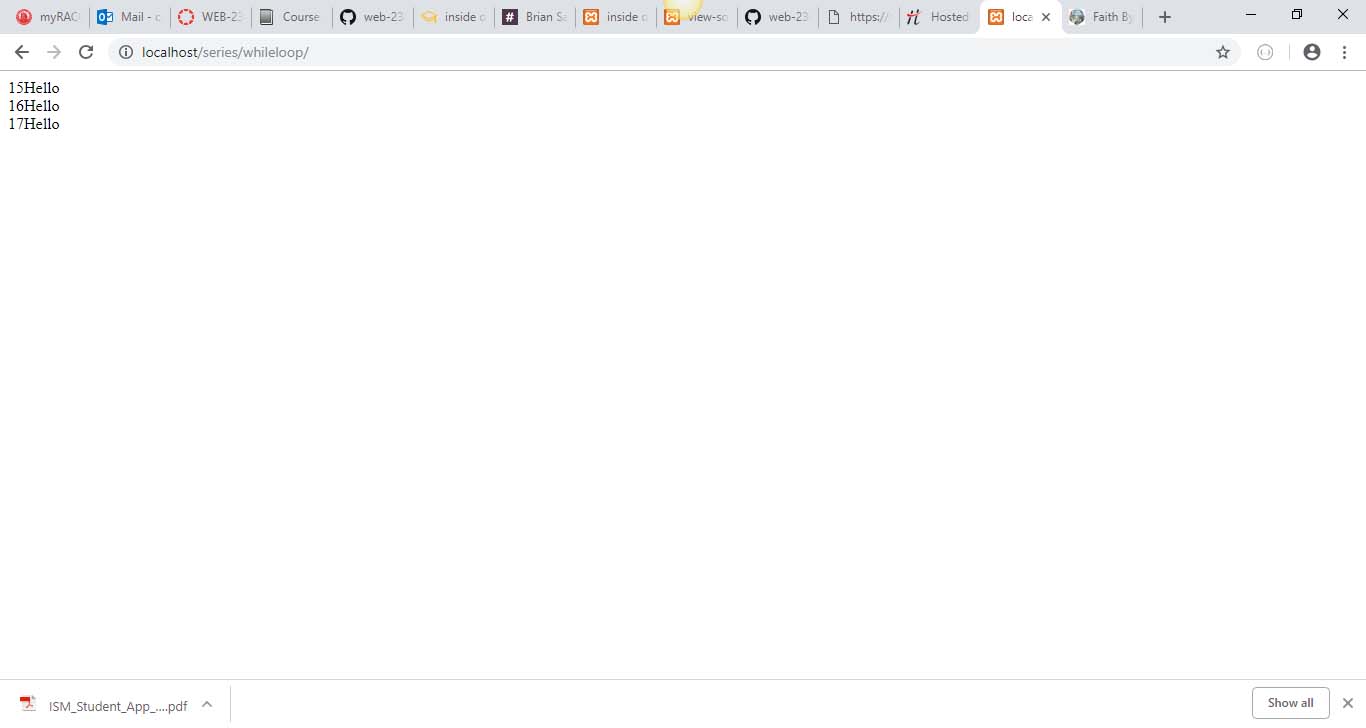 myRAC
Mail - c
WEB-23
Course
web-23
inside o
# Brian Sa
inside o
view-so
web-23
https://
H Hosted
loca
Faith By
localhost/series/whileloop/
15Hello
16Hello
17Hello
ISM_Student_App_....pdf
Show all